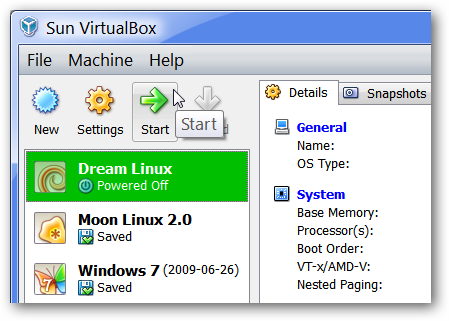 Sun VirtualBox
File Machine Help
New Settings Start
Start
Details Snapshots
Dream Linux
Powered Off
Moon Linux 2.0
Saved
Windows 7 (2009-06-26)
Saved
General
Name:
OS Type:
System
Base Memory:
Processor(s):
Boot Order:
VT-x/AMD-V:
Nested Paging: